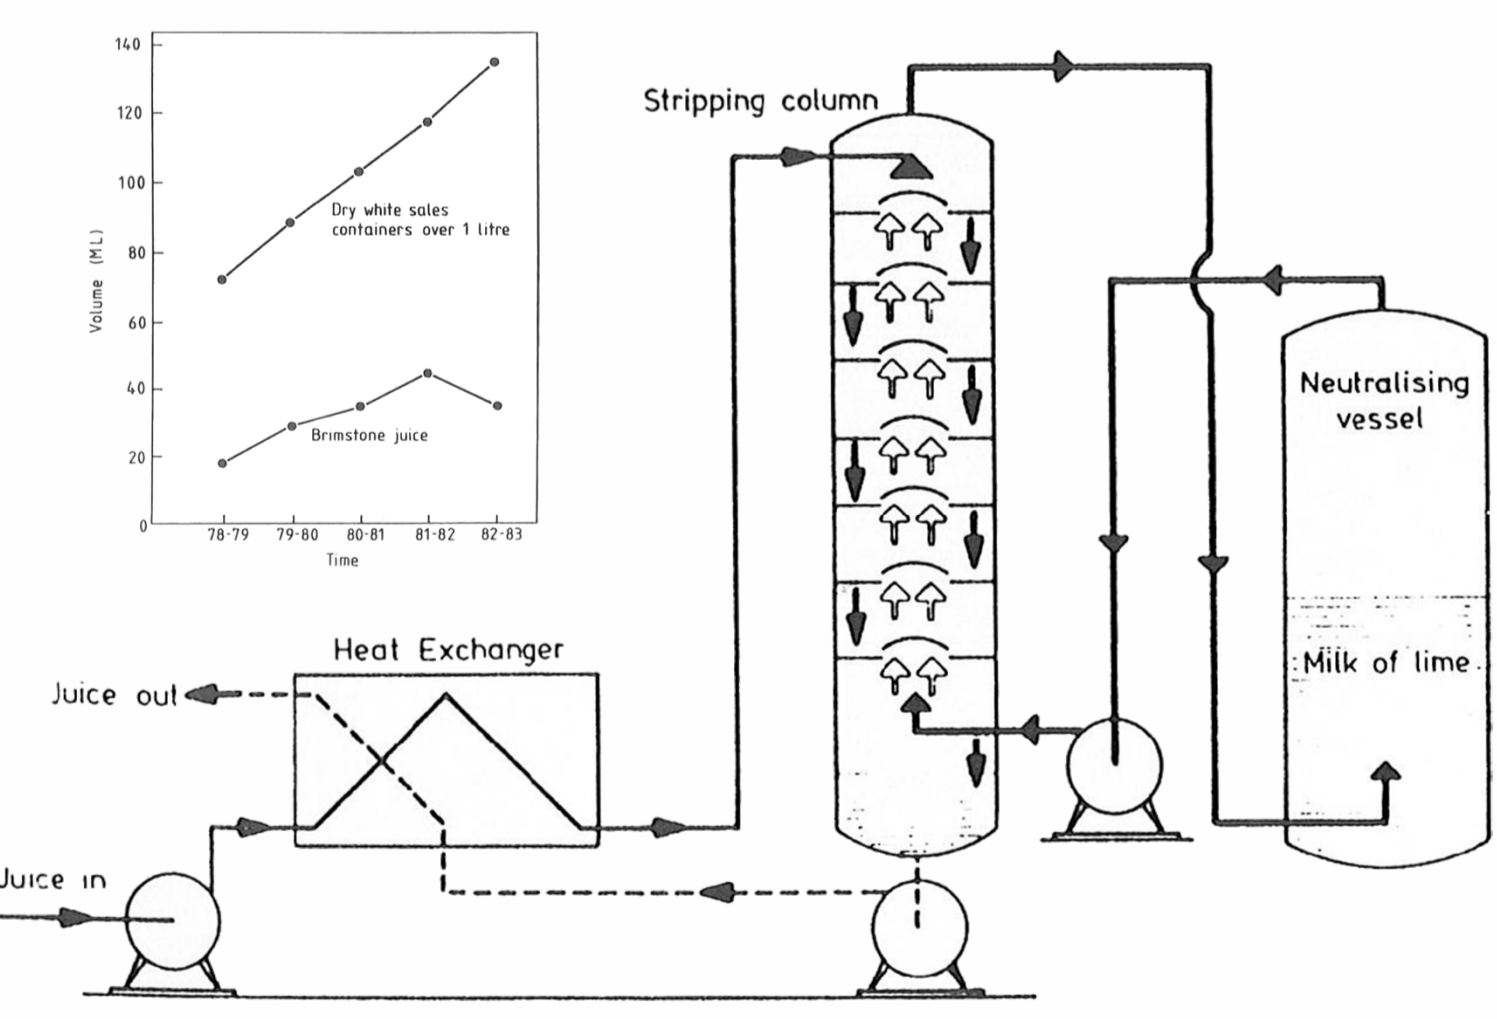 140
120
100
80
60
40
20
0
Volume (ML)
Dry white sales
containers over 1 litre
Brimstone juice
78-79 79-80 80-81 81-82 82-83
Time
Stripping column
Neutralising
vessel
Milk of lime
Heat Exchanger
Juice out
Juice in